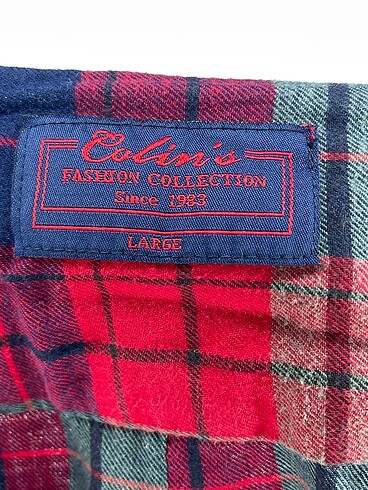 Colin's
FASHION COLLECTION
Since 1983
LARGE